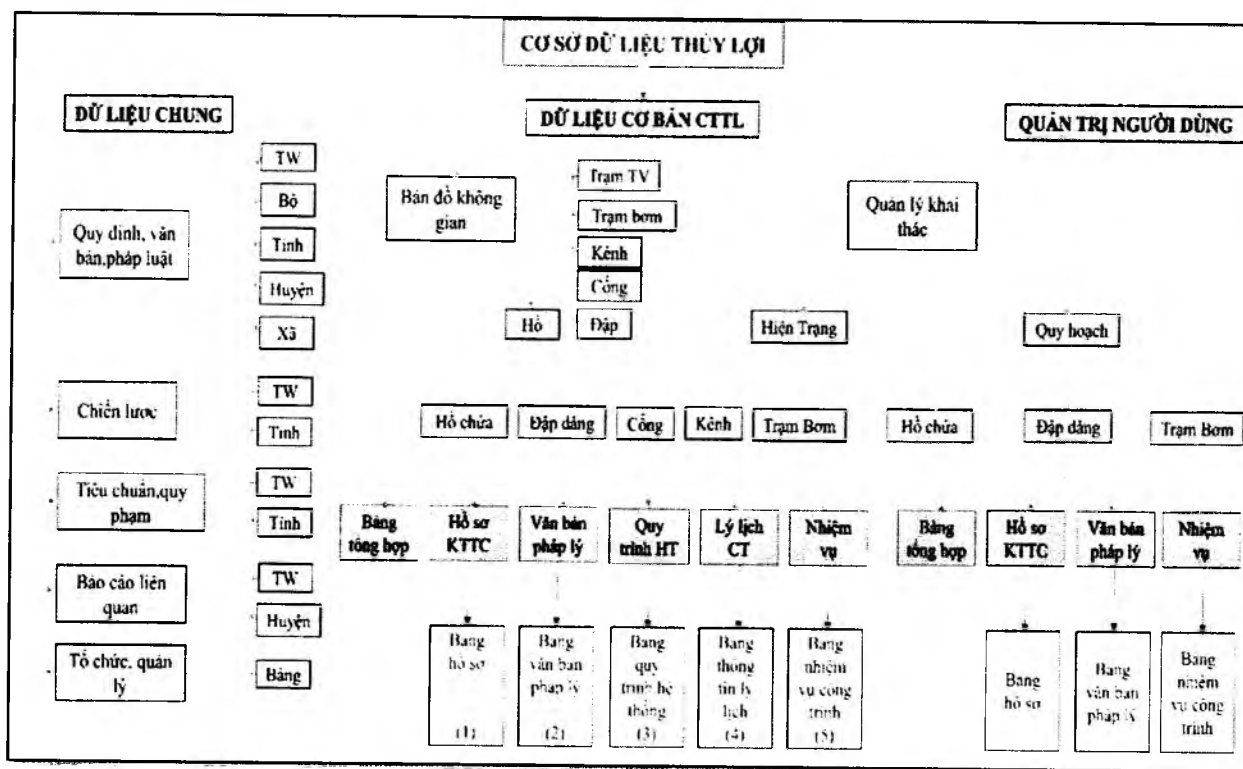 CƠ SỞ DỮ LIỆU THỦY LỢI
DỮ LIỆU CHUNG
DỮ LIỆU CƠ BẢN CTTL
QUẢN TRỊ NGƯỜI DÙNG
Quy định, văn
bản,pháp luật
TW
Bộ
Tỉnh
Huyện
Xã
Chiến lược
TW
Tỉnh
Tiêu chuẩn,quy
phạm
TW
Tỉnh
Báo cáo liên
quan
TW
Huyện
Tổ chức, quản
lý
Bảng
Bản đồ không
gian
Trạm TV
Trạm bơm
Kênh
Cống
Hồ
Đập
Quản lý khai
thác
Hiện Trạng
Quy hoạch
Hồ chứa
Đập dâng
Cống
Kênh
Trạm Bơm
Hồ chứa
Đập dâng
Trạm Bơm
Bảng
tổng hợp
Hồ sơ
KTTC
Văn bản
pháp lý
Quy
trình HT
Lý lịch
CT
Nhiệm
vụ
Bảng
tổng hợp
Hồ sơ
KTTC
Văn bản
pháp lý
Nhiệm
vụ
Bảng
hồ sơ
(1)
Bảng
văn bản
pháp lý
(2)
Bảng
quy
trình hệ
thống
(3)
Bảng
thông
tin lý
lịch
(4)
Bảng
nhiệm
vụ công
trình
(5)
Bảng
hồ sơ
Bảng
văn bản
pháp lý
Bảng
nhiệm
vụ công
trình